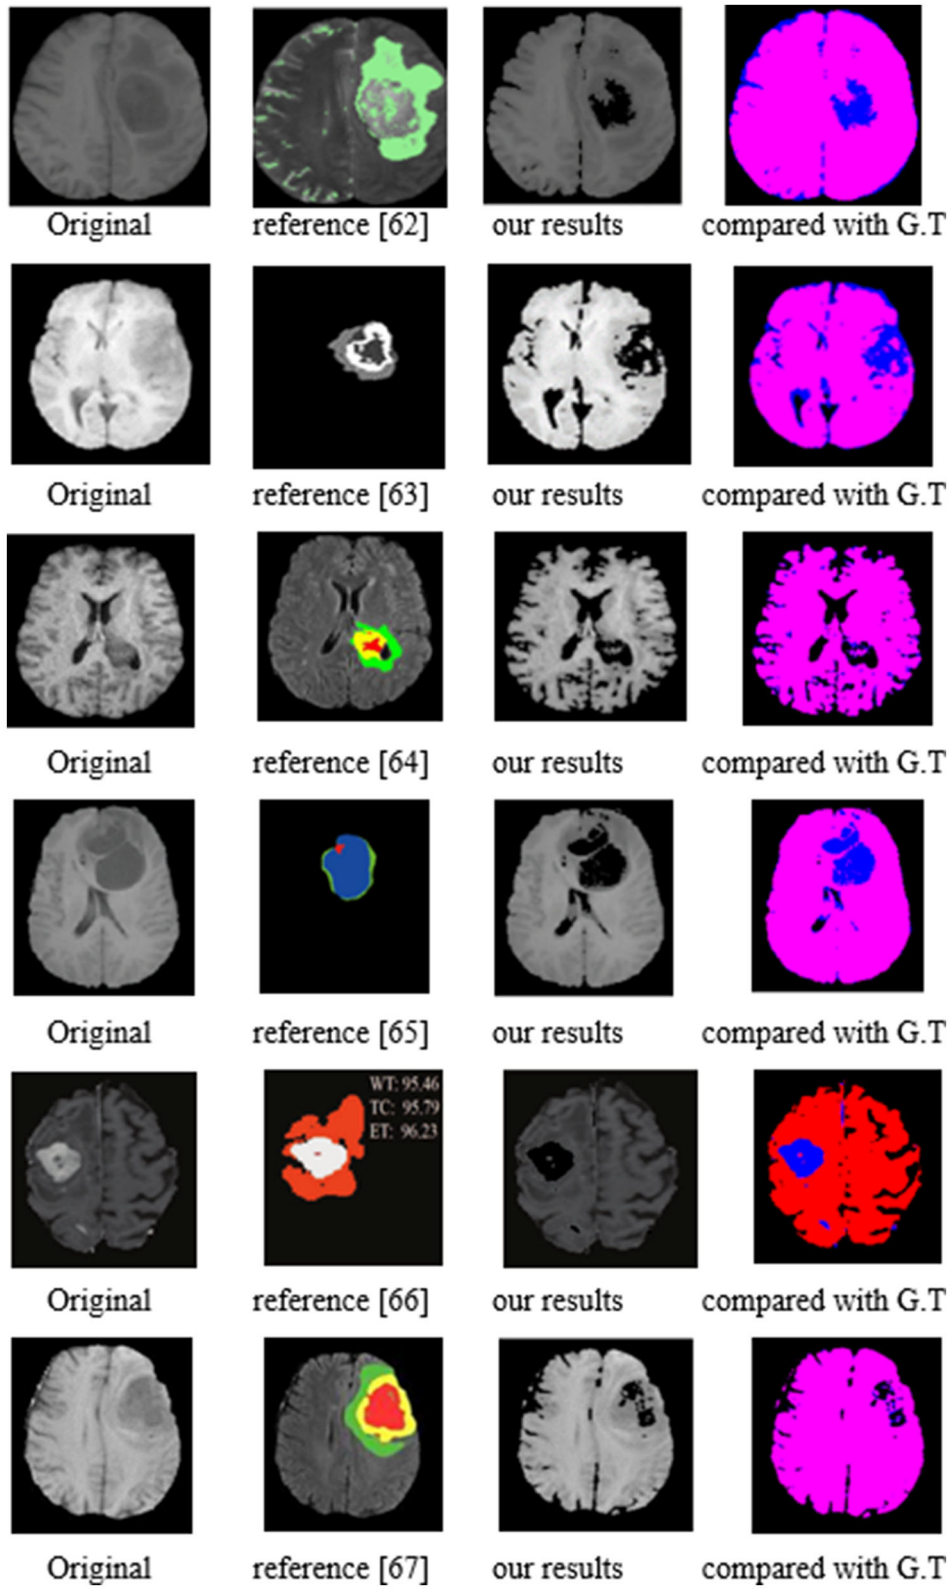 Original reference [62] our results compared with G.T
Original reference [63] our results compared with G.T
Original reference [64] our results compared with G.T
Original reference [65] our results compared with G.T
WT: 95.46
TC: 95.79
ET: 96.23
Original reference [66] our results compared with G.T
Original reference [67] our results compared with G.T